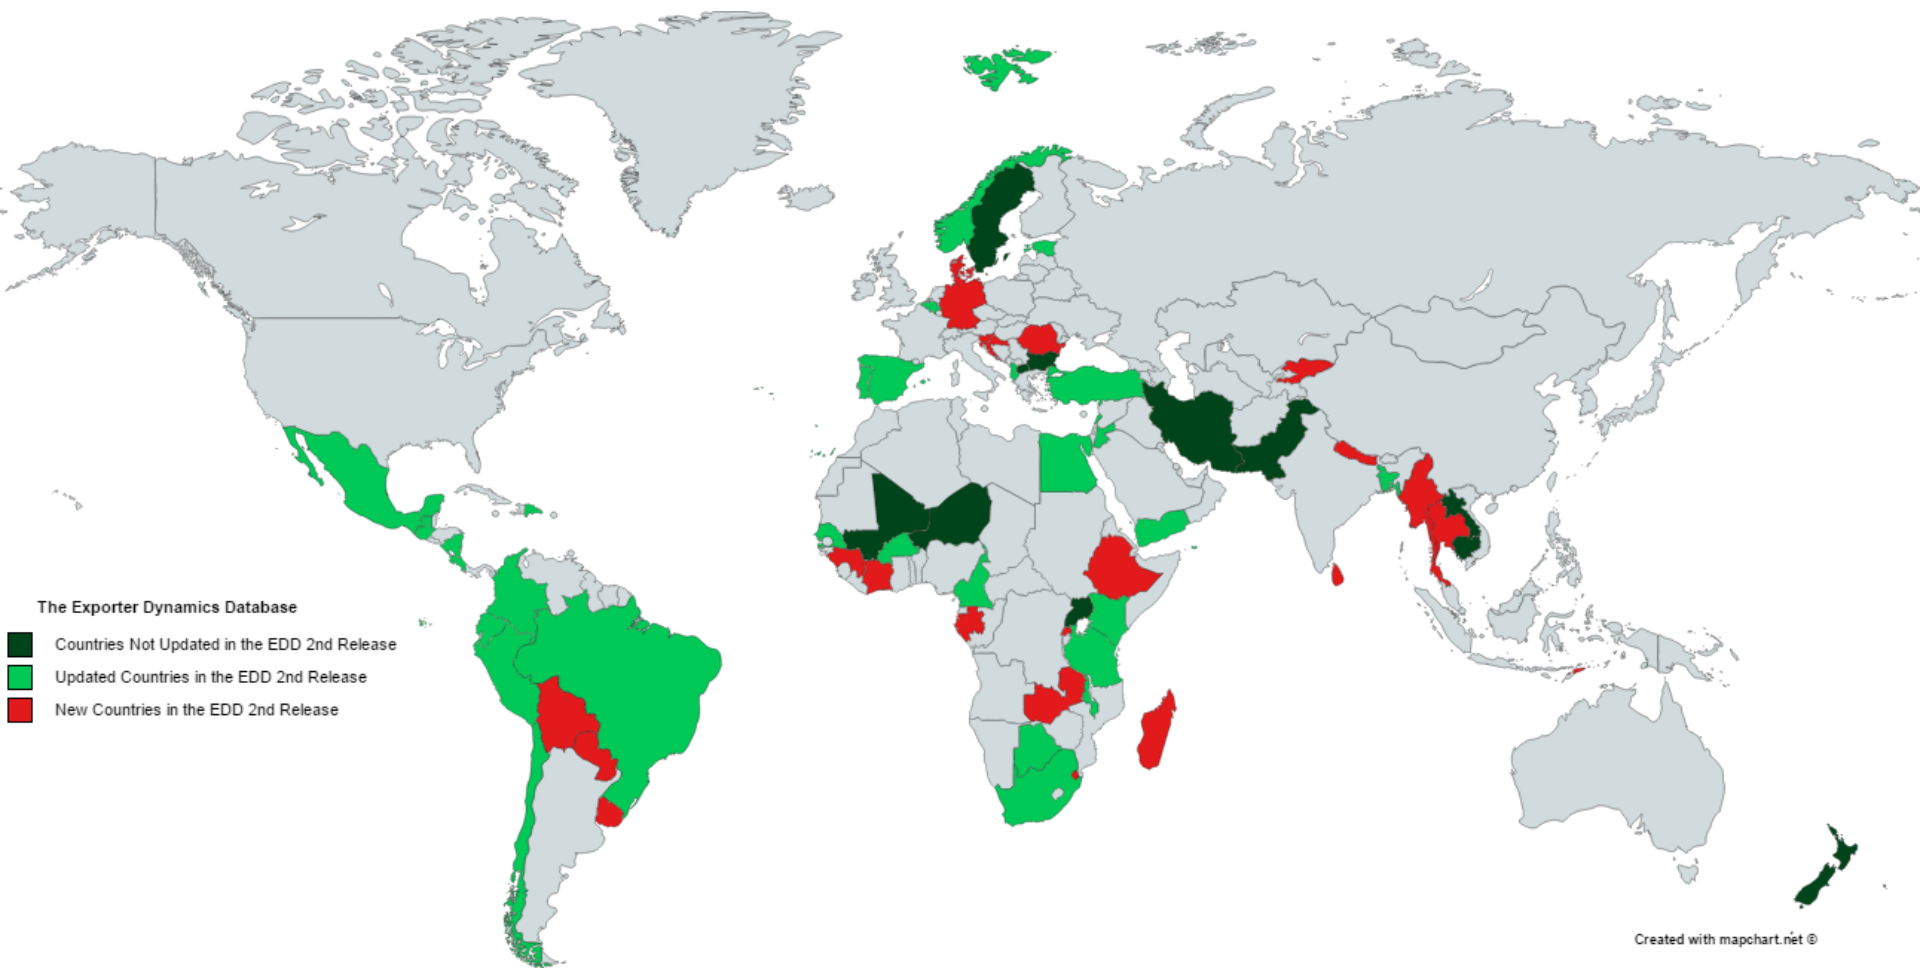 The Exporter Dynamics Database
Countries Not Updated in the EDD 2nd Release
Updated Countries in the EDD 2nd Release
New Countries in the EDD 2nd Release
Created with mapchart.net ©